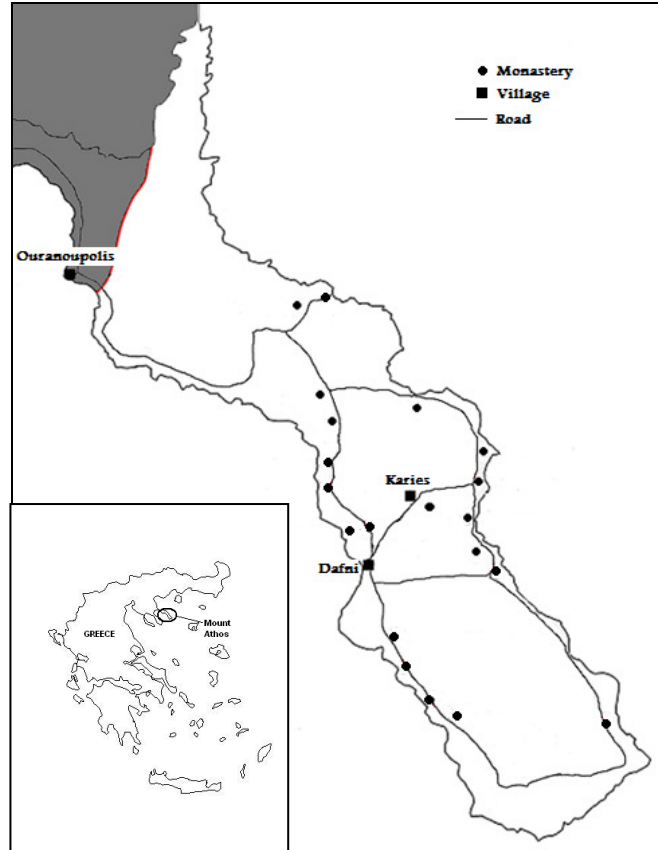 Monastery
Village
Road
Ouranoupolis
Karies
Dafni
GREECE
Mount
Athos